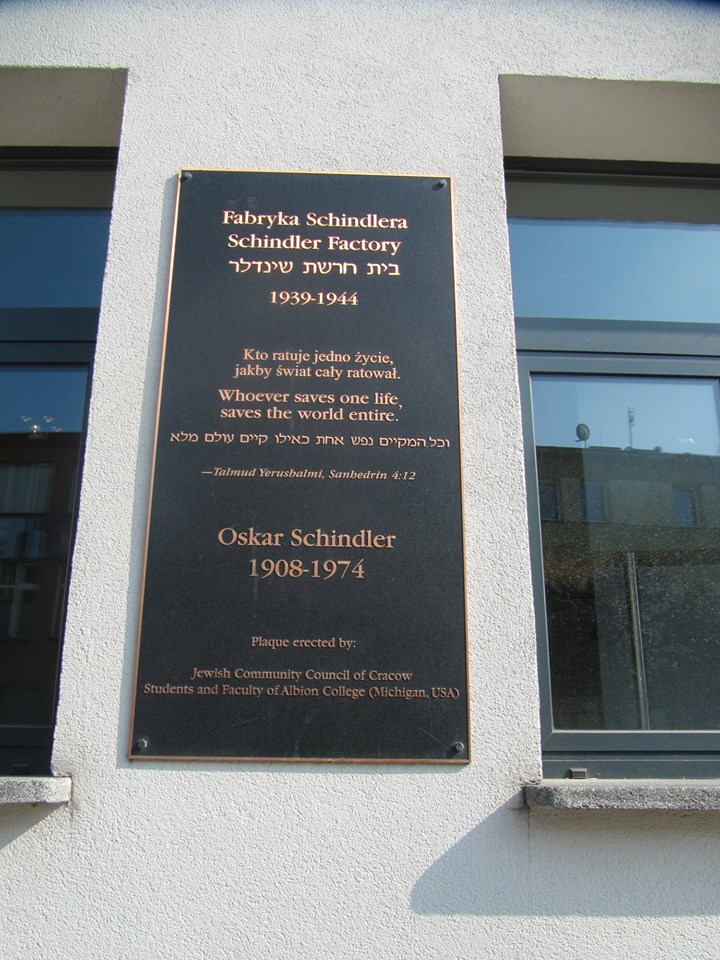 Fabryka Schindlera
Schindler Factory
בית חרשת שינדלר
1939-1944
Kto ratuje jedno życie,
jakby świat cały ratował.
Whoever saves one life,
saves the world entire.
וכל המקיים נפש אחת כאילו קיים עולם מלא
—Talmud Yerushalmi, Sanhedrin 4:12
Oskar Schindler
1908-1974
Plaque erected by:
Jewish Community Council of Cracow
Students and Faculty of Albion College (Michigan, USA)